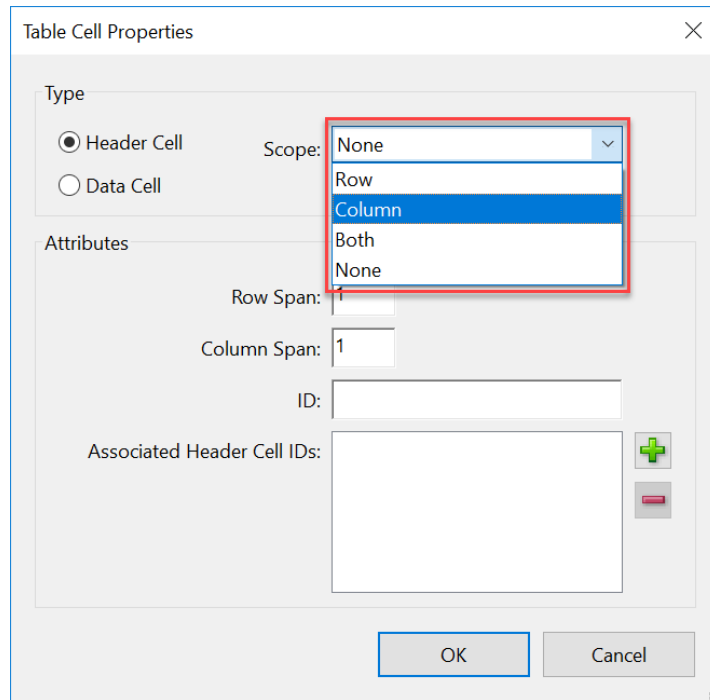 Table Cell Properties
Type
Header Cell
Scope:
None
Data Cell
Row
Column
Both
None
Attributes
Row Span: 1
Column Span: 1
ID:
Associated Header Cell IDs:
OK
Cancel